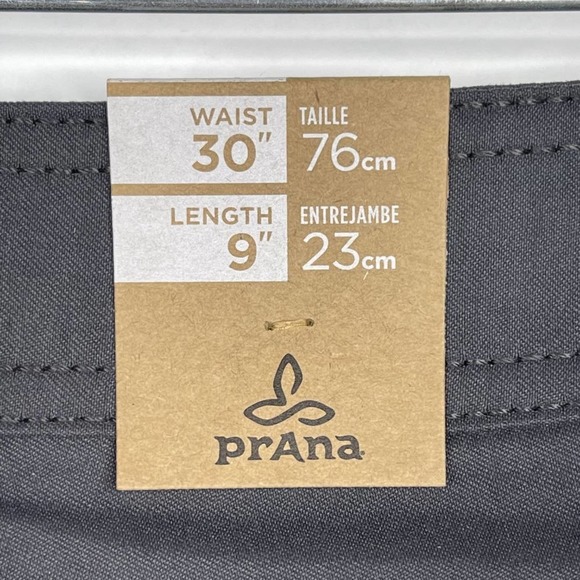 WAIST
30"
TAILLE
76cm
LENGTH
9"
ENTREJAMBE
23cm
prAna